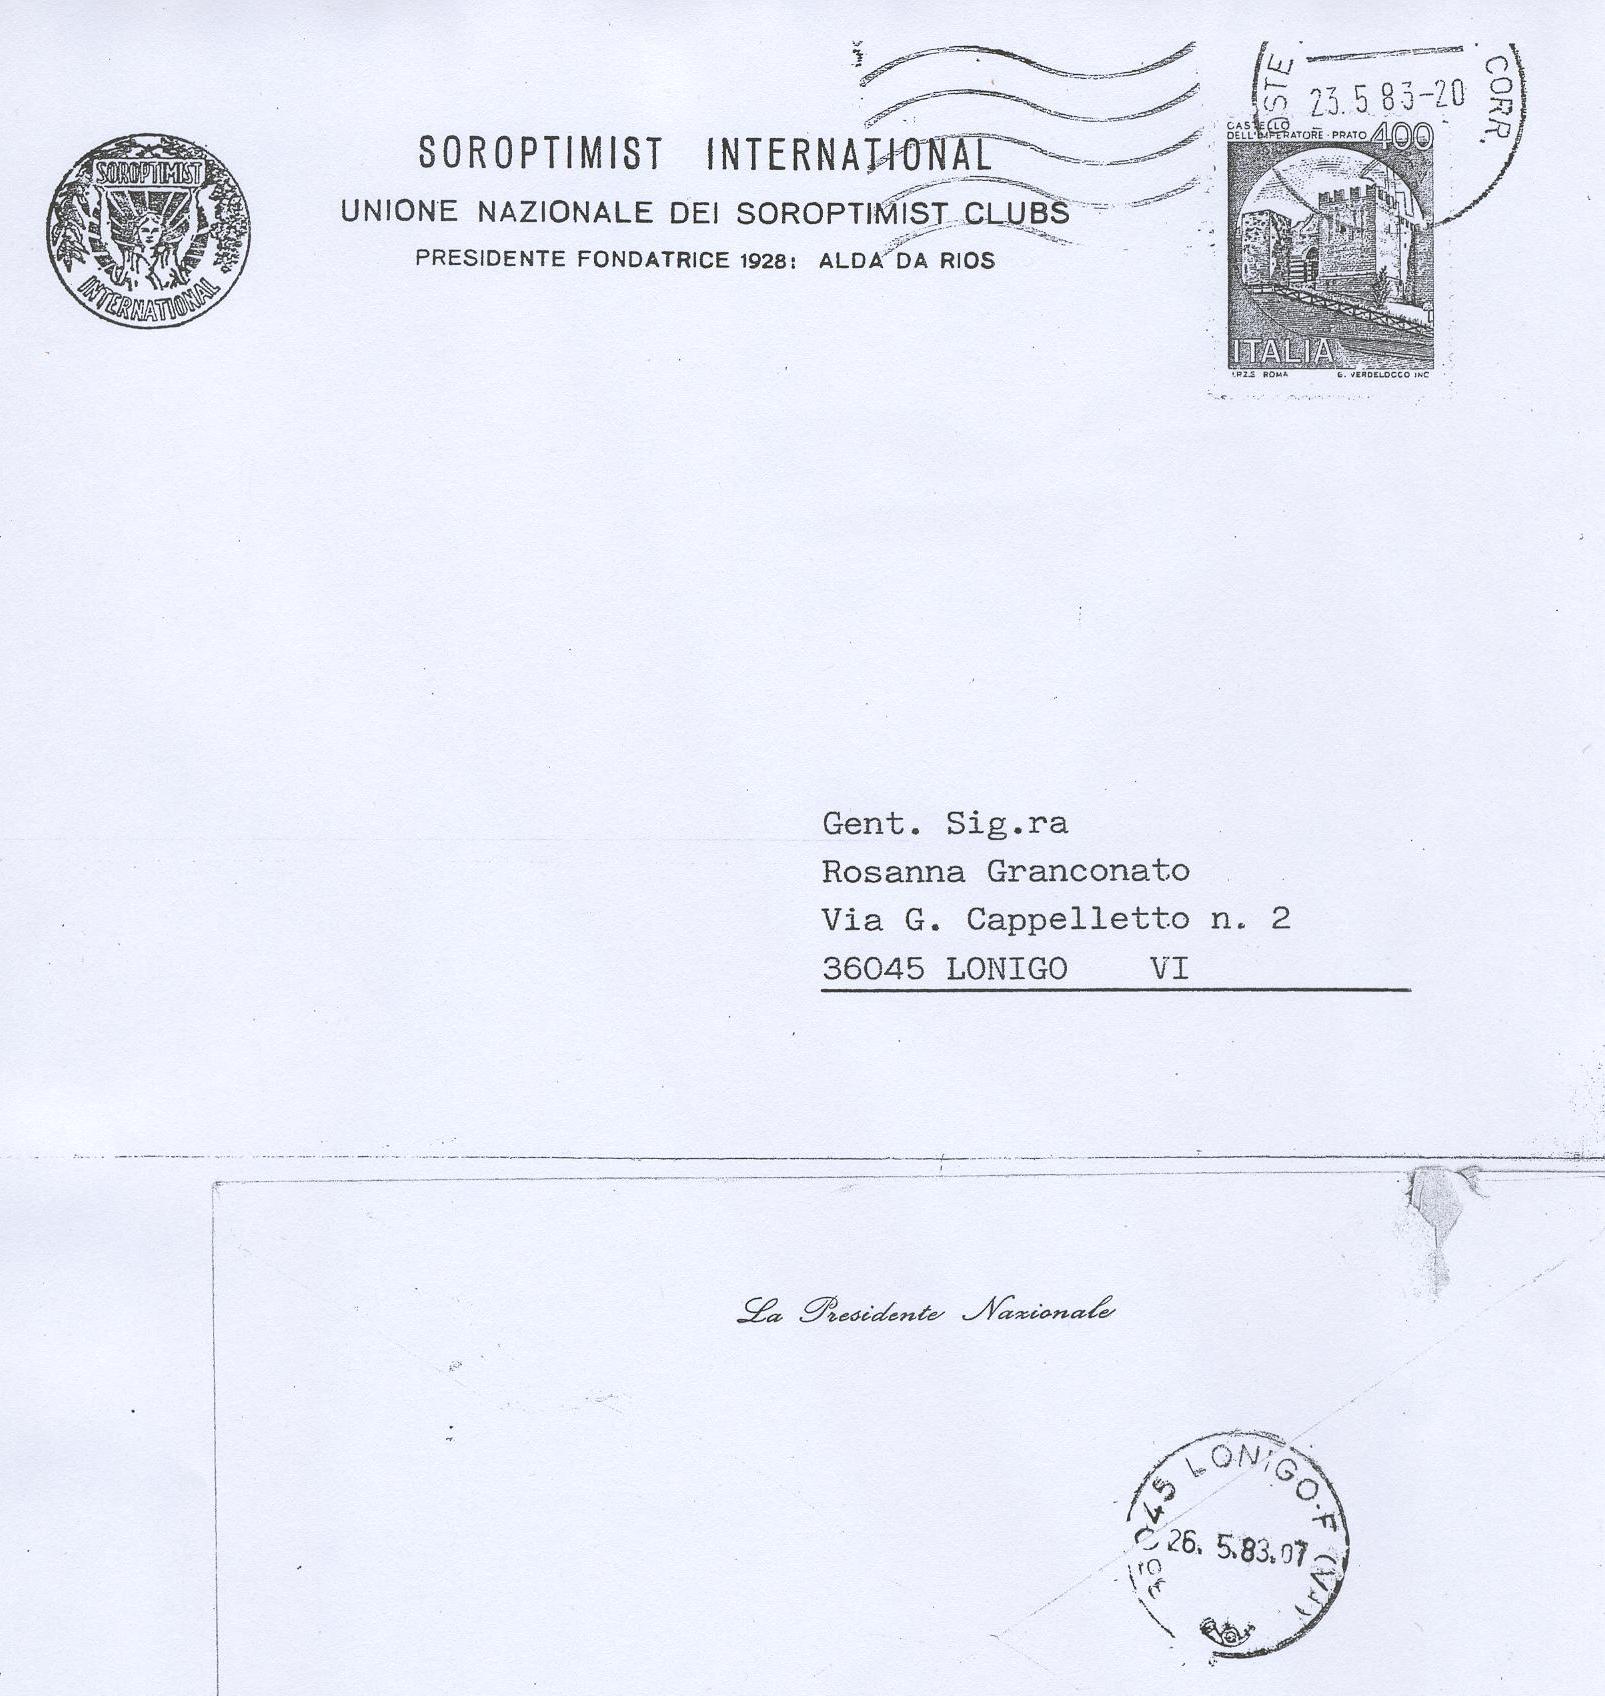 SOROPTIMIST
INTERNATIONAL
SOROPTIMIST INTERNATIONAL
UNIONE NAZIONALE DEI SOROPTIMIST CLUBS
PRESIDENTE FONDATRICE 1928: ALDA DA RIOS
CORR.
23.5 83-20
CASTELLO
DELL'IMPERATORE - PRATO 400
ITALIA
I.P.Z.S ROMA G. VERDELOCCO INC
Gent. Sig.ra
Rosanna Granconato
Via G. Cappelletto n. 2
36045 LONIGO VI
La Presidente Nazionale
36045 LONIGO.F (VI)
26. 5.83.07